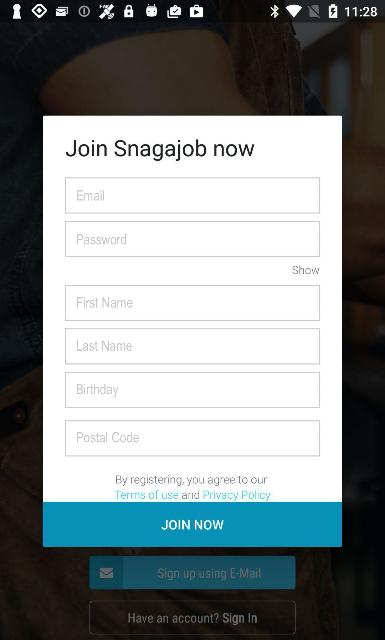 11:28
Join Snagajob now
Email
Password
Show
First Name
Last Name
Birthday
Postal Code
By registering, you agree to our
Terms of use and Privacy Policy
JOIN NOW
Sign up using E-Mail
Have an account? Sign In